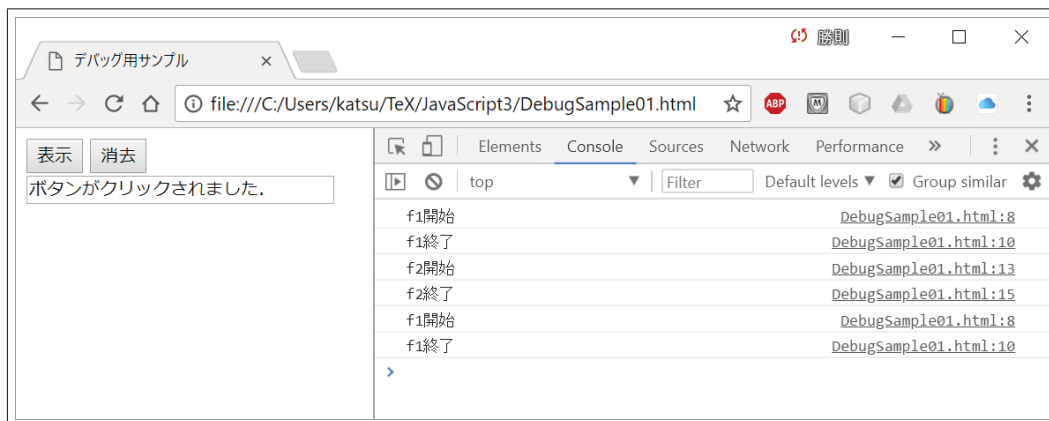 勝則
デバッグ用サンプル ×
file:///C:/Users/katsu/TeX/JavaScript3/DebugSample01.html ABP M
表示 消去
ボタンがクリックされました.
Elements Console Sources Network Performance »
top ▼ Filter Default levels ▼ Group similar
f1開始 DebugSample01.html:8
f1終了 DebugSample01.html:10
f2開始 DebugSample01.html:13
f2終了 DebugSample01.html:15
f1開始 DebugSample01.html:8
f1終了 DebugSample01.html:10
>